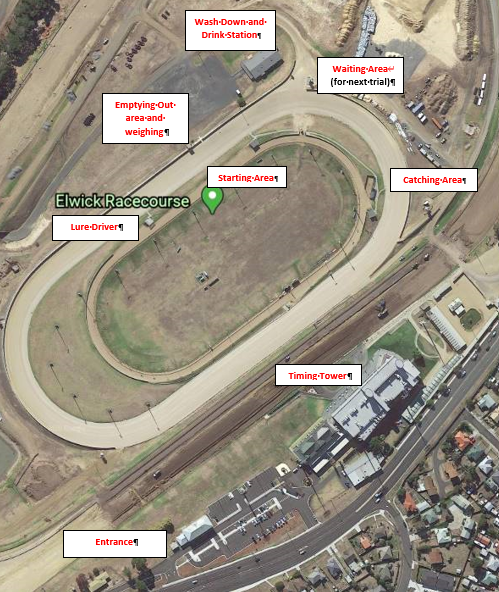 Wash·Down·and·
Drink·Station¶
Waiting·Area↵
(for·next·trial)¶
Emptying·Out·
area·and·
weighing¶
Starting·Area¶
Catching·Area¶
Elwick Racecourse
Lure·Driver¶
Timing·Tower¶
Entrance¶